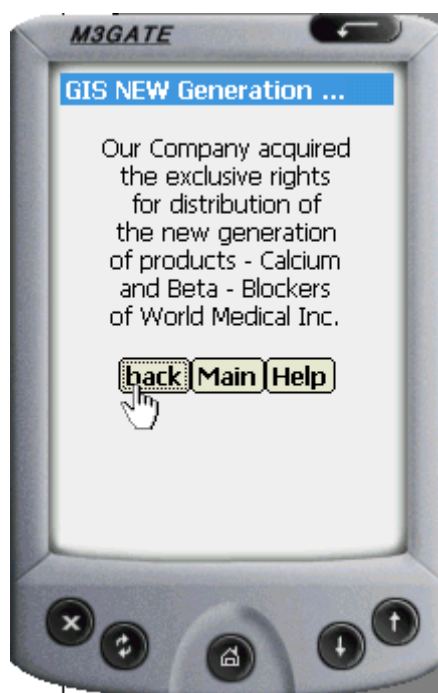 M3GATE
GIS NEW Generation ...
Our Company acquired
the exclusive rights
for distribution of
the new generation
of products - Calcium
and Beta - Blockers
of World Medical Inc.
back Main Help